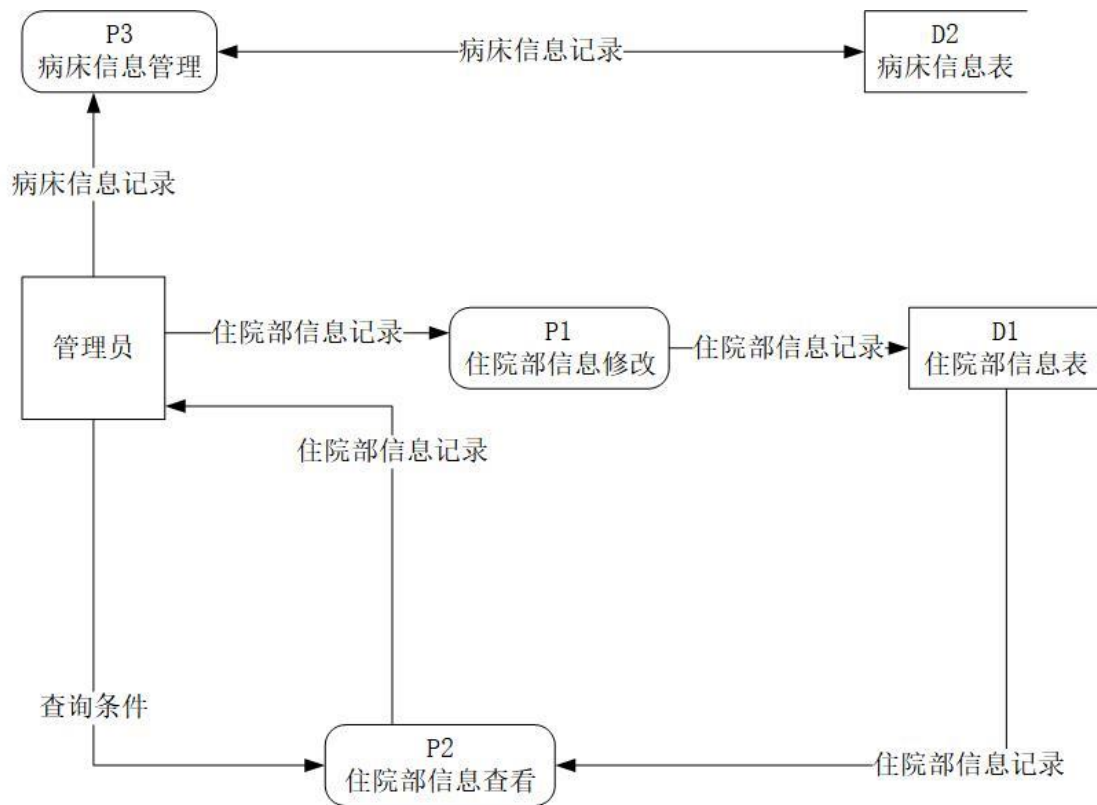 P3
病床信息管理
病床信息记录
D2
病床信息表
病床信息记录
管理员
住院部信息记录
P1
住院部信息修改
住院部信息记录
D1
住院部信息表
住院部信息记录
查询条件
P2
住院部信息查看
住院部信息记录